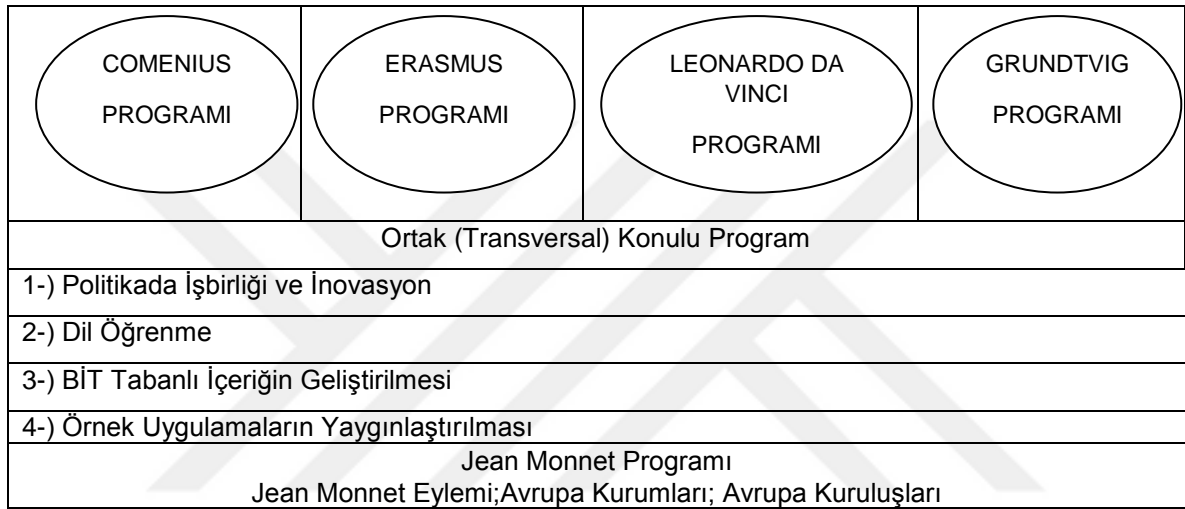 COMENIUS
PROGRAMI
ERASMUS
PROGRAMI
LEONARDO DA
VINCI
PROGRAMI
GRUNDTVIG
PROGRAMI
Ortak (Transversal) Konulu Program
1-) Politikada İşbirliği ve İnovasyon
2-) Dil Öğrenme
3-) BİT Tabanlı İçeriğin Geliştirilmesi
4-) Örnek Uygulamaların Yaygınlaştırılması
Jean Monnet Programı
Jean Monnet Eylemi;Avrupa Kurumları; Avrupa Kuruluşları